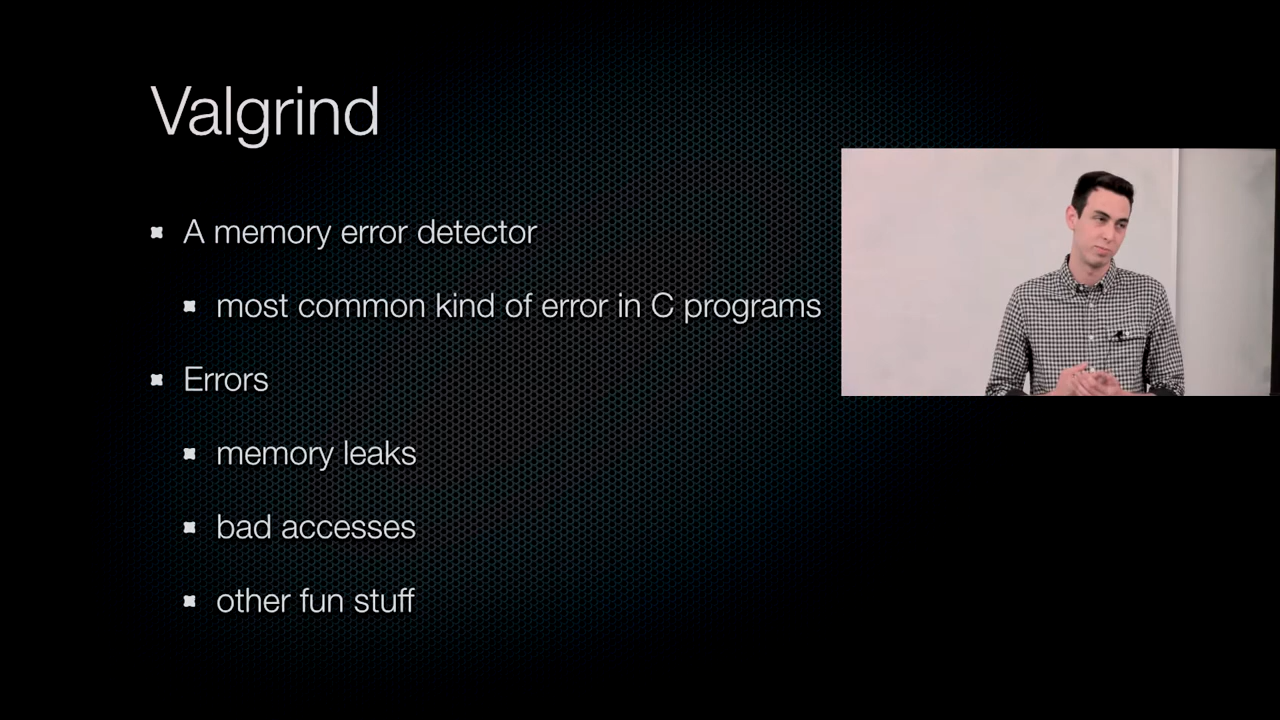 Valgrind
A memory error detector
most common kind of error in C programs
Errors
memory leaks
bad accesses
other fun stuff